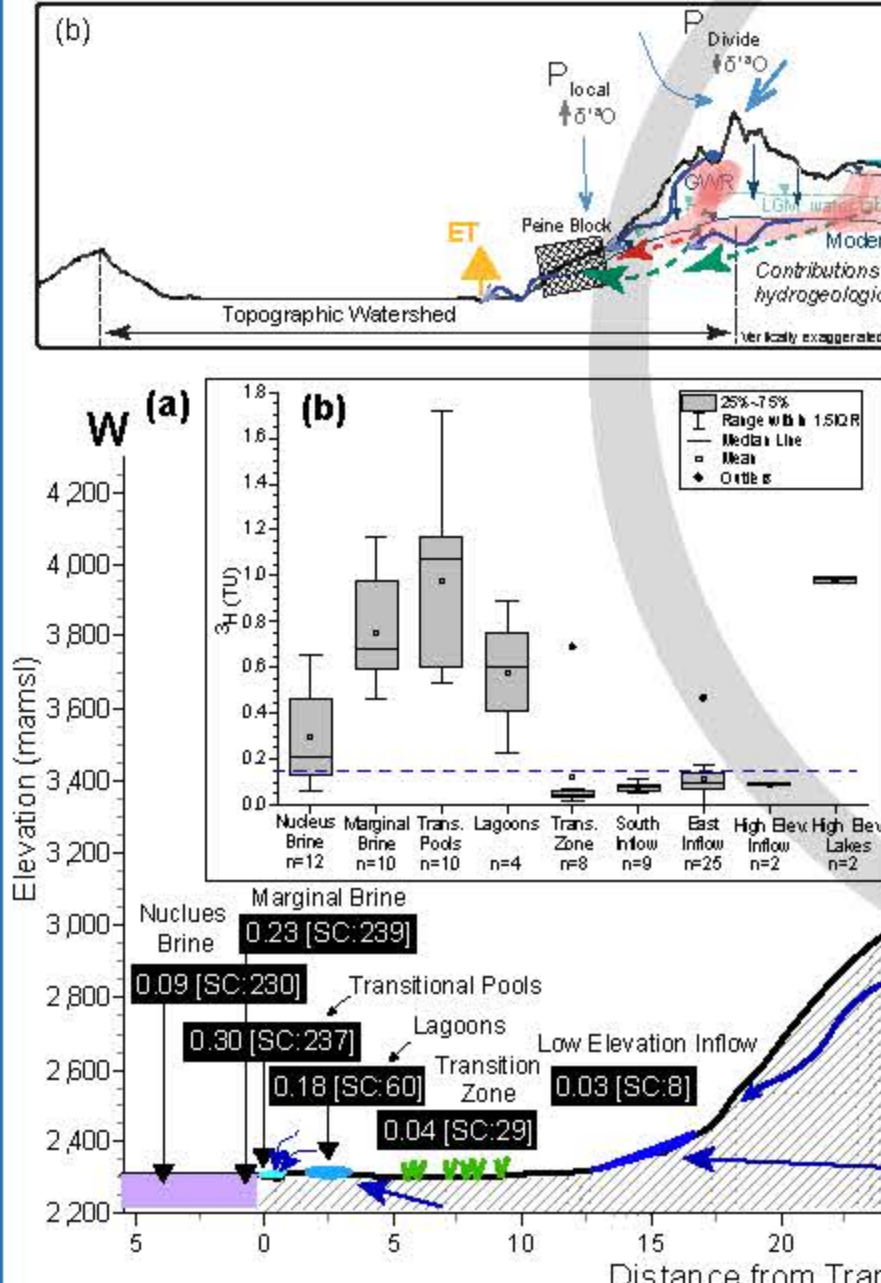 (b)
P
Divide
δ¹⁸O
P local
δ¹⁸O
GWR
LGM water
ET
Peine Block
Moder
Contributions
hydrogeologic
Topographic Watershed
Vertically exaggerated
W
(a)
(b)
25%~75%
Range within 1.5IQR
Median Line
Mean
Outliers
1.8
1.6
1.4
1.2
1.0
0.8
0.6
0.4
0.2
0.0
³H (TU)
Nucleus Brine n=12
Marginal Brine n=10
Trans. Pools n=10
Lagoons n=4
Trans. Zone n=8
South Inflow n=9
East Inflow n=25
High Elev. Inflow n=2
High Elev. Lakes n=2
4,200
4,000
3,800
3,600
3,400
3,200
3,000
2,800
2,600
2,400
2,200
Elevation (mamsl)
Marginal Brine
0.23 [SC:239]
Nuclues
Brine
0.09 [SC:230]
Transitional Pools
0.30 [SC:237]
Lagoons
0.18 [SC:60]
Transition
Zone
0.04 [SC:29]
Low Elevation Inflow
0.03 [SC:8]
5 0 5 10 15 20
Distance from Tran